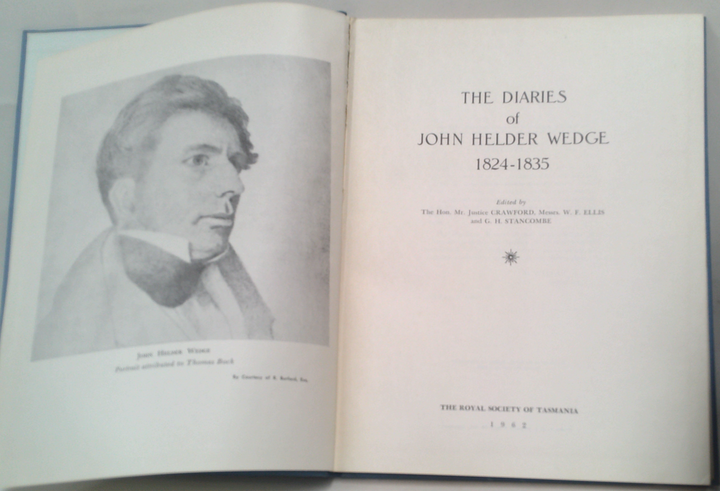 JOHN HELDER WEDGE
Portrait attributed to Thomas Bock
By Courtesy of
THE DIARIES
of
JOHN HELDER WEDGE
1824-1835
Edited by
The Hon. Mr. Justice CRAWFORD, Messrs. W. F. ELLIS
and G. H. STANCOMBE
THE ROYAL SOCIETY OF TASMANIA
1962